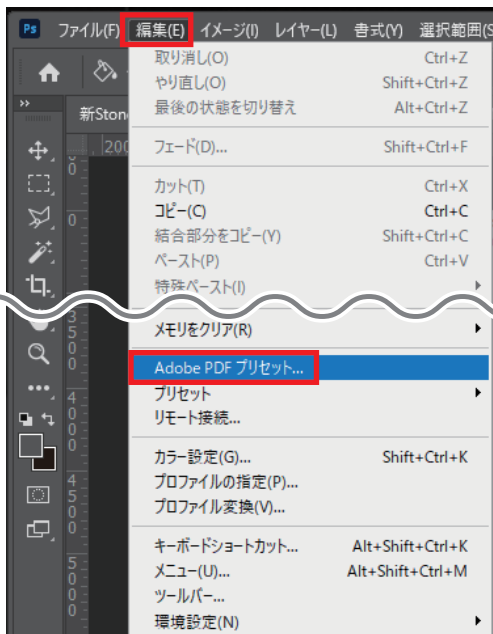 Ps ファイル(F) 編集(E) イメージ(I) レイヤー(L) 書式(Y) 選択範囲(S
新Ston
200
0
0
取り消し(O) Ctrl+Z
やり直し(O) Shift+Ctrl+Z
最後の状態を切り替え Alt+Ctrl+Z
フェード(D)... Shift+Ctrl+F
カット(T) Ctrl+X
コピー(C) Ctrl+C
結合部分をコピー(Y) Shift+Ctrl+C
ペースト(P) Ctrl+V
特殊ペースト(I)
3500
4000
4500
5000
メモリをクリア(R)
Adobe PDF プリセット...
プリセット
リモート接続...
カラー設定(G)... Shift+Ctrl+K
プロファイルの指定(P)...
プロファイル変換(V)...
キーボードショートカット... Alt+Shift+Ctrl+K
メニュー(U)... Alt+Shift+Ctrl+M
ツールバー...
環境設定(N)